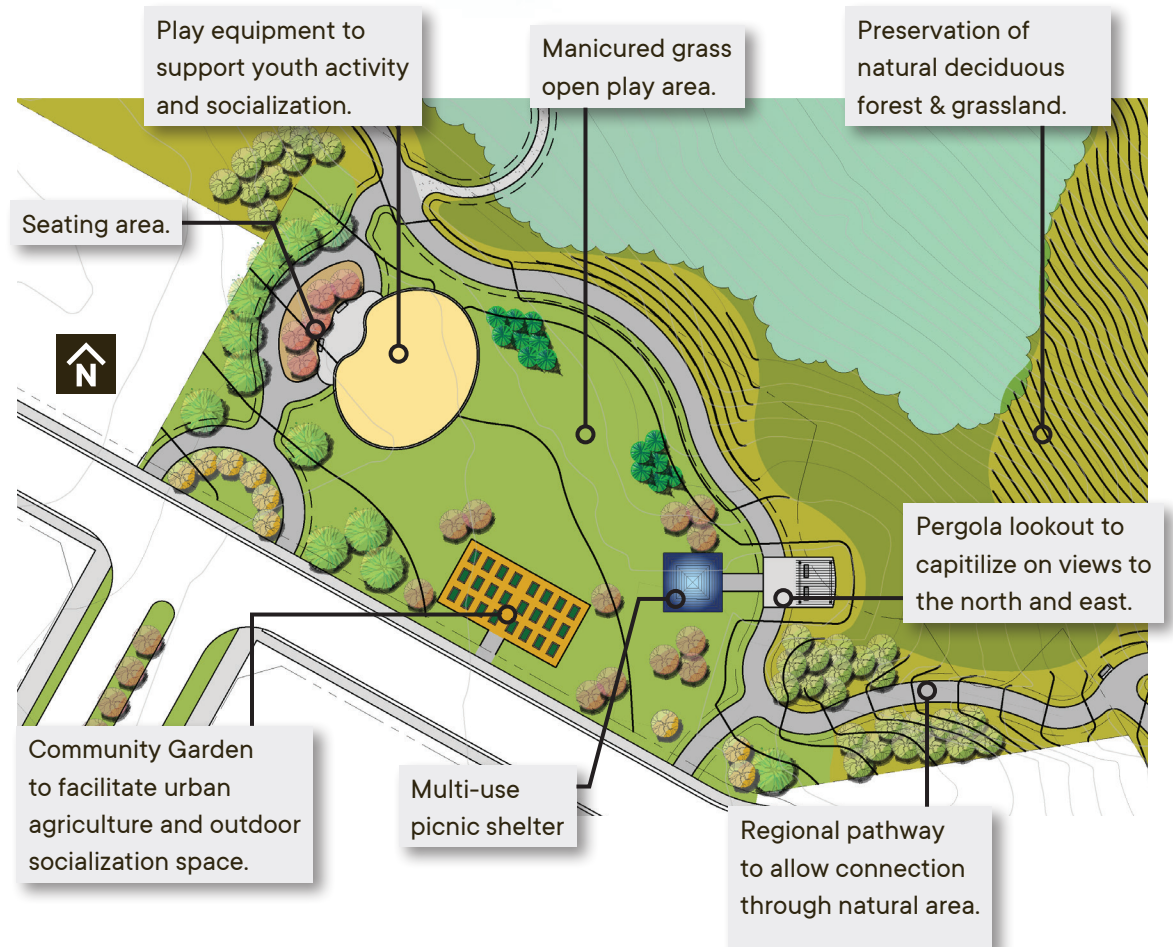 Play equipment to
support youth activity
and socialization.
Manicured grass
open play area.
Preservation of
natural deciduous
forest & grassland.
Seating area.
N
Pergola lookout to
capitilize on views to
the north and east.
Community Garden
to facilitate urban
agriculture and outdoor
socialization space.
Multi-use
picnic shelter
Regional pathway
to allow connection
through natural area.